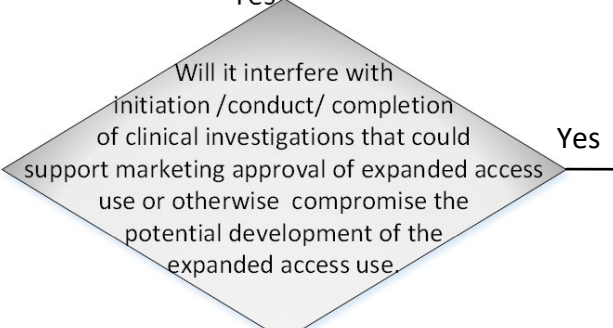 Yes
Will it interfere with
initiation /conduct/ completion
of clinical investigations that could
Yes
support marketing approval of expanded access
use or otherwise compromise the
potential development of the
expanded access use.